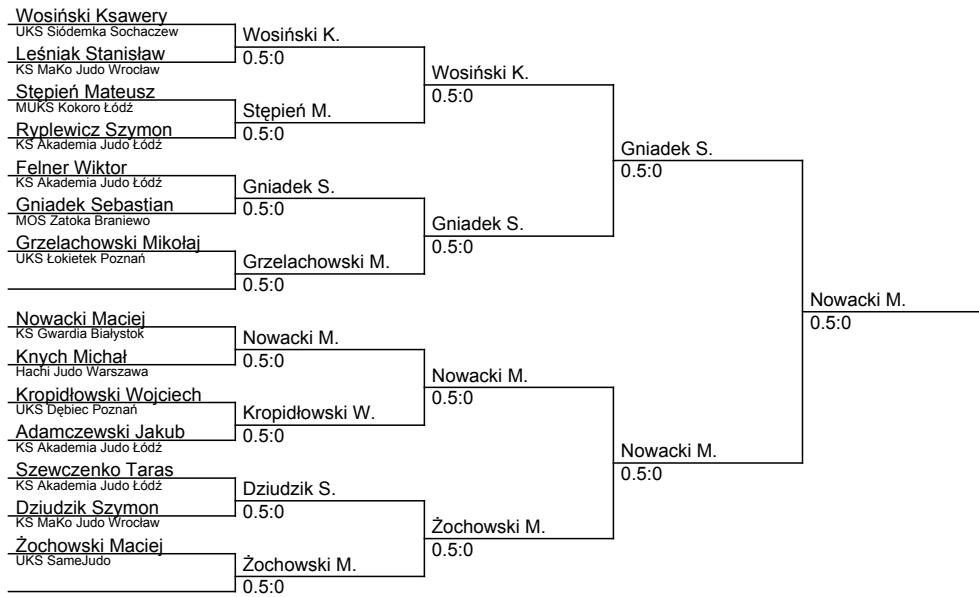 Wosiński Ksawery
UKS Siódemka Sochaczew
Leśniak Stanisław
KS MaKo Judo Wrocław
Stępień Mateusz
MUKS Kokoro Łódź
Ryplewicz Szymon
KS Akademia Judo Łódź
Felner Wiktor
KS Akademia Judo Łódź
Gniadek Sebastian
MOS Zatoka Braniewo
Grzelachowski Mikołaj
UKS Łokietek Poznań
Nowacki Maciej
KS Gwardia Białystok
Knych Michał
Hachi Judo Warszawa
Kropidłowski Wojciech
UKS Dębiec Poznań
Adamczewski Jakub
KS Akademia Judo Łódź
Szewczenko Taras
KS Akademia Judo Łódź
Dziudzik Szymon
KS MaKo Judo Wrocław
Żochowski Maciej
UKS SameJudo
Wosiński K.
0.5:0
Stępień M.
0.5:0
Gniadek S.
0.5:0
Grzelachowski M.
0.5:0
Nowacki M.
0.5:0
Kropidłowski W.
0.5:0
Dziudzik S.
0.5:0
Żochowski M.
0.5:0
Wosiński K.
0.5:0
Gniadek S.
0.5:0
Nowacki M.
0.5:0
Żochowski M.
0.5:0
Gniadek S.
0.5:0
Nowacki M.
0.5:0
Nowacki M.
0.5:0